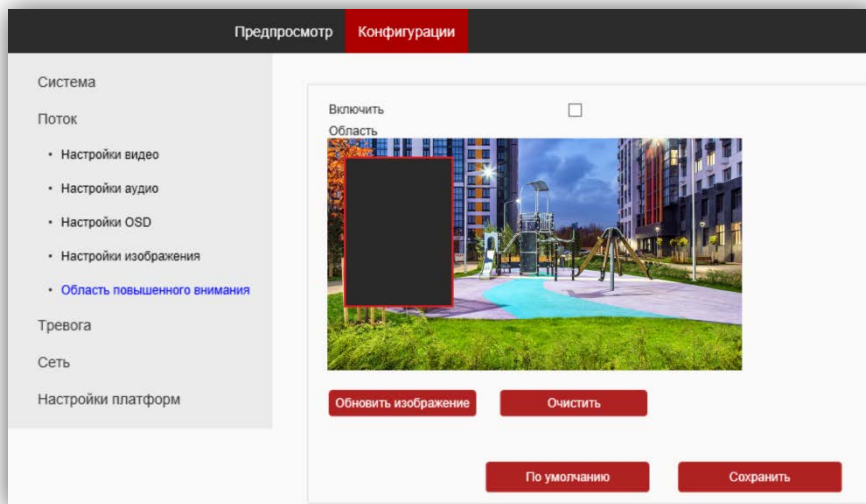 Предпросмотр Конфигурации
Система
Поток
• Настройки видео
• Настройки аудио
• Настройки OSD
• Настройки изображения
• Область повышенного внимания
Тревога
Сеть
Настройки платформ
Включить
Область
Обновить изображение Очистить
По умолчанию Сохранить